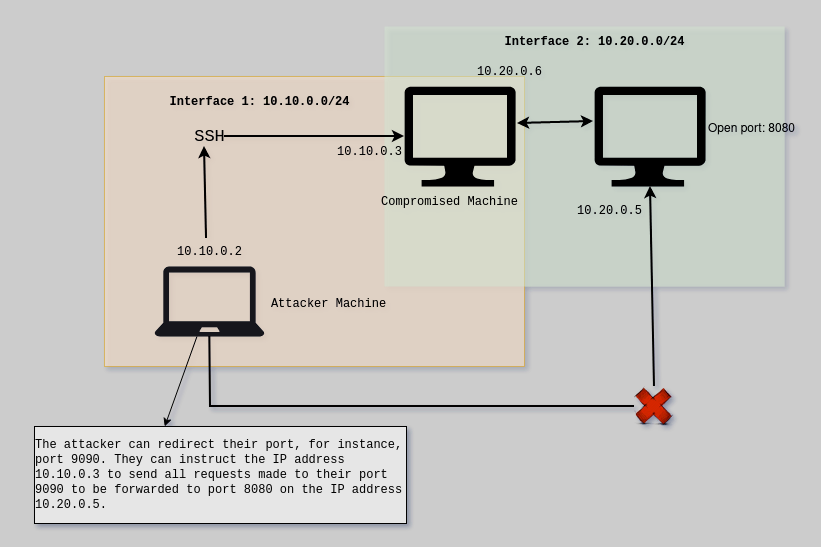 Interface 2: 10.20.0.0/24
10.20.0.6
Interface 1: 10.10.0.0/24
SSH
10.10.0.3
Open port: 8080
Compromised Machine
10.20.0.5
10.10.0.2
Attacker Machine
The attacker can redirect their port, for instance,
port 9090. They can instruct the IP address
10.10.0.3 to send all requests made to their port
9090 to be forwarded to port 8080 on the IP address
10.20.0.5.